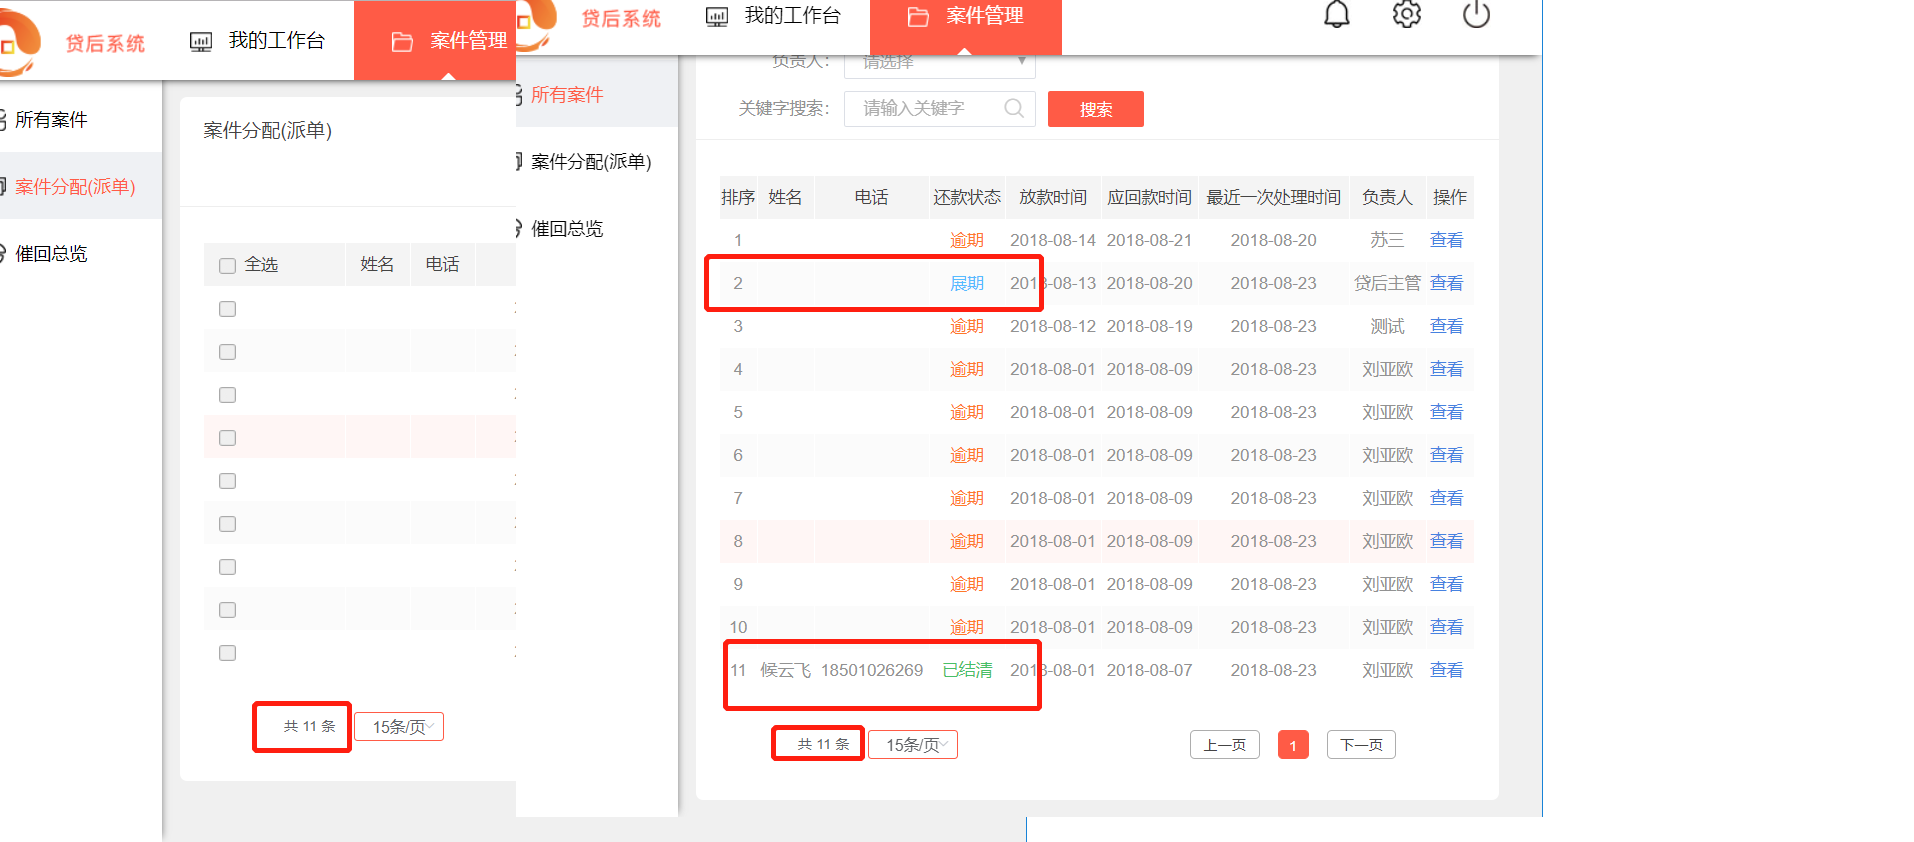 贷后系统
我的工作台
案件管理
所有案件
案件分配(派单)
催回总览
案件分配(派单)
全选 姓名 电话
共 11 条 15条/页
贷后系统
我的工作台
案件管理
所有案件
案件分配(派单)
催回总览
负责人: 请选择
关键字搜索: 请输入关键字 搜索
排序 姓名 电话 还款状态 放款时间 应回款时间 最近一次处理时间 负责人 操作
1 逾期 2018-08-14 2018-08-21 2018-08-20 苏三 查看
2 展期 2018-08-13 2018-08-20 2018-08-23 贷后主管 查看
3 逾期 2018-08-12 2018-08-19 2018-08-23 测试 查看
4 逾期 2018-08-01 2018-08-09 2018-08-23 刘亚欧 查看
5 逾期 2018-08-01 2018-08-09 2018-08-23 刘亚欧 查看
6 逾期 2018-08-01 2018-08-09 2018-08-23 刘亚欧 查看
7 逾期 2018-08-01 2018-08-09 2018-08-23 刘亚欧 查看
8 逾期 2018-08-01 2018-08-09 2018-08-23 刘亚欧 查看
9 逾期 2018-08-01 2018-08-09 2018-08-23 刘亚欧 查看
10 逾期 2018-08-01 2018-08-09 2018-08-23 刘亚欧 查看
11 候云飞 18501026269 已结清 2018-08-01 2018-08-07 2018-08-23 刘亚欧 查看
共 11 条 15条/页 上一页 1 下一页